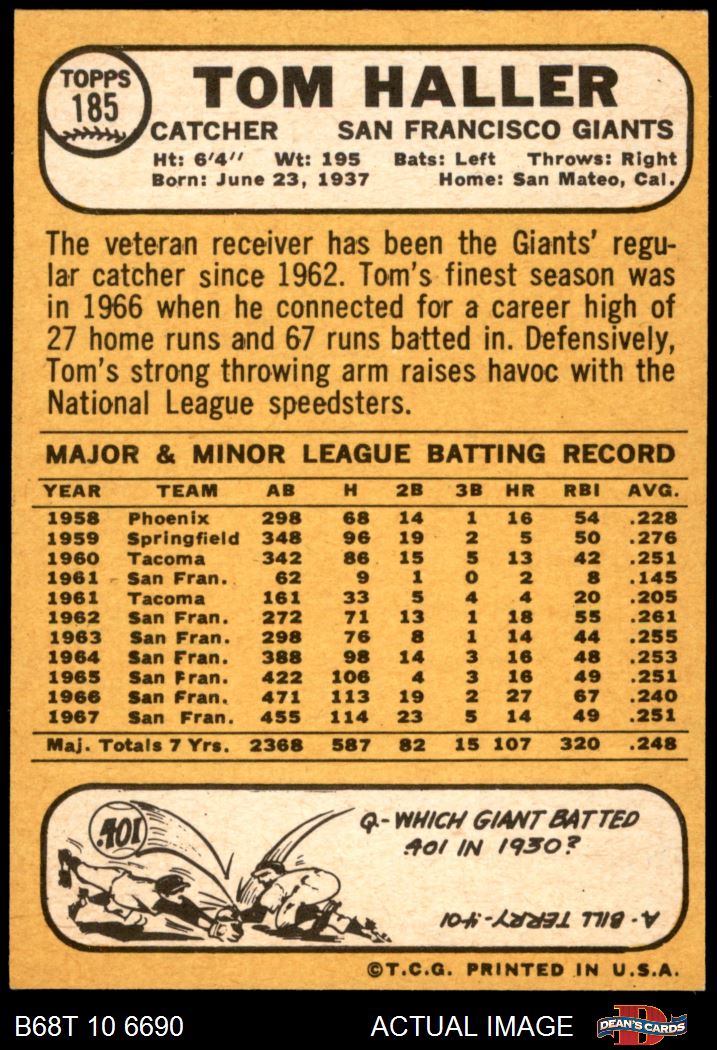 TOPPS
185
TOM HALLER
CATCHER SAN FRANCISCO GIANTS
Ht: 6'4" Wt: 195 Bats: Left Throws: Right
Born: June 23, 1937 Home: San Mateo, Cal.
The veteran receiver has been the Giants' regu-
lar catcher since 1962. Tom's finest season was
in 1966 when he connected for a career high of
27 home runs and 67 runs batted in. Defensively,
Tom's strong throwing arm raises havoc with the
National League speedsters.
MAJOR & MINOR LEAGUE BATTING RECORD
YEAR TEAM AB H 2B 3B HR RBI AVG.
1958 Phoenix 298 68 14 1 16 54 .228
1959 Springfield 348 96 19 2 5 50 .276
1960 Tacoma 342 86 15 5 13 42 .251
1961 San Fran. 62 9 1 0 2 8 .145
1961 Tacoma 161 33 5 4 4 20 .205
1962 San Fran. 272 71 13 1 18 55 .261
1963 San Fran. 298 76 8 1 14 44 .255
1964 San Fran. 388 98 14 3 16 48 .253
1965 San Fran. 422 106 4 3 16 49 .251
1966 San Fran. 471 113 19 2 27 67 .240
1967 San Fran. 455 114 23 5 14 49 .251
Maj. Totals 7 Yrs. 2368 587 82 15 107 320 .248
.401
Q-WHICH GIANT BATTED
.401 IN 1930?
A-BILL TERRY-.401
©T.C.G. PRINTED IN U.S.A.
B68T 10 6690 ACTUAL IMAGE D DEAN'S CARDS